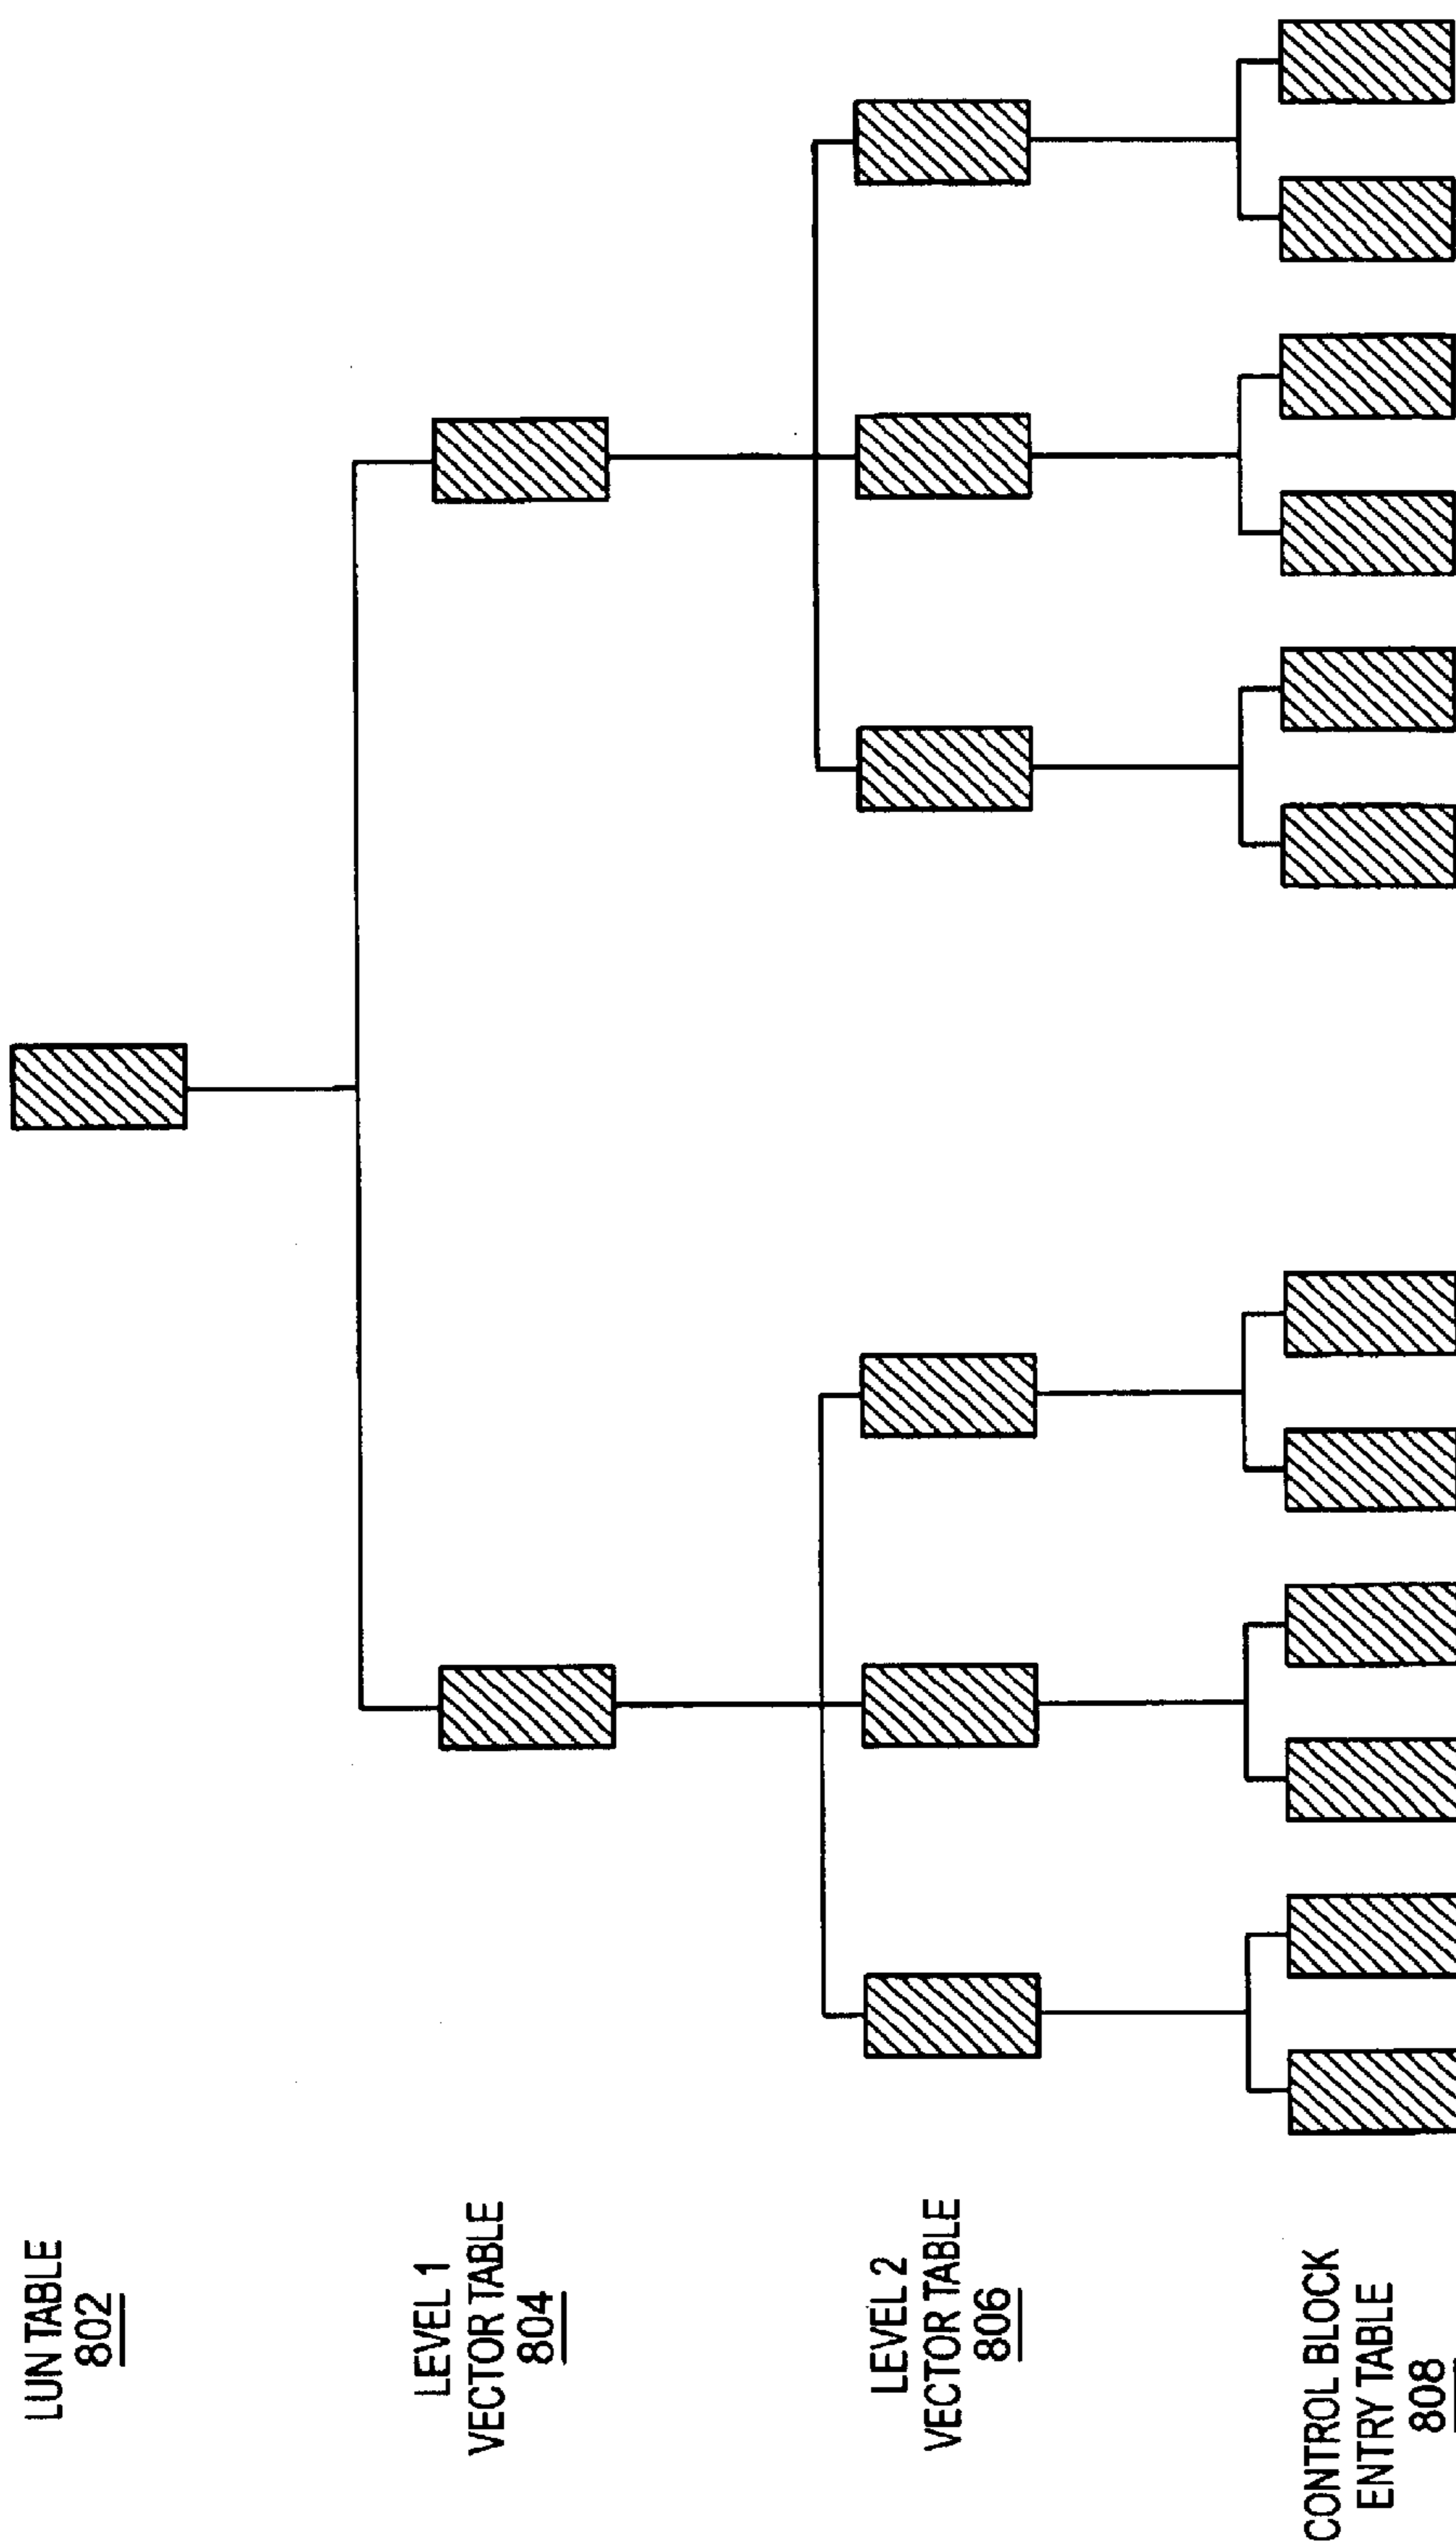 LUN TABLE
802
LEVEL 1
VECTOR TABLE
804
LEVEL 2
VECTOR TABLE
806
CONTROL BLOCK
ENTRY TABLE
808